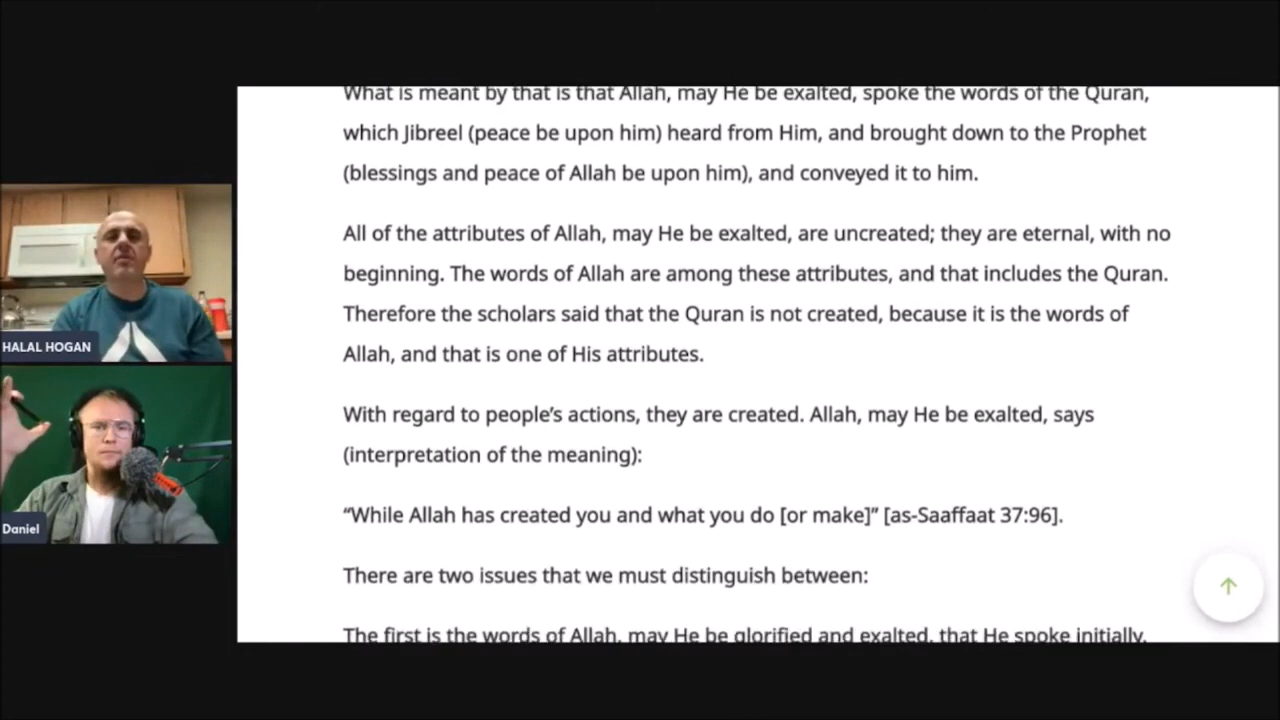 What is meant by that is that Allah, may He be exalted, spoke the words of the Quran,
which Jibreel (peace be upon him) heard from Him, and brought down to the Prophet
(blessings and peace of Allah be upon him), and conveyed it to him.
All of the attributes of Allah, may He be exalted, are uncreated; they are eternal, with no
beginning. The words of Allah are among these attributes, and that includes the Quran.
Therefore the scholars said that the Quran is not created, because it is the words of
Allah, and that is one of His attributes.
With regard to people’s actions, they are created. Allah, may He be exalted, says
(interpretation of the meaning):
“While Allah has created you and what you do [or make]” [as-Saaffaat 37:96].
There are two issues that we must distinguish between:
The first is the words of Allah, may He be glorified and exalted, that He spoke initially,
HALAL HOGAN
Daniel